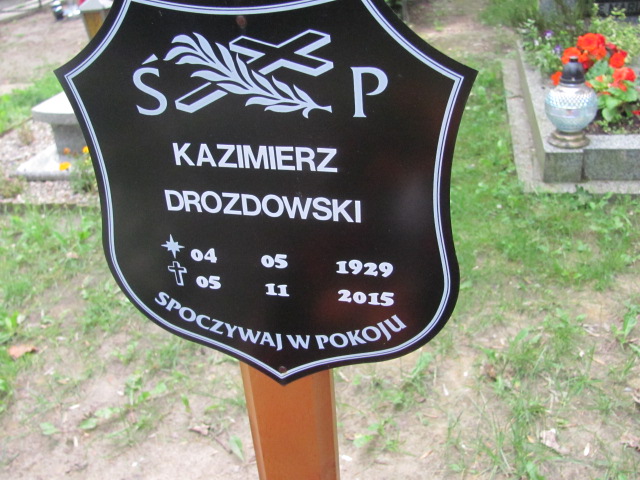 Ś P
KAZIMIERZ
DROZDOWSKI
04 05 1929
05 11 2015
SPOCZYWAJ W POKOJU